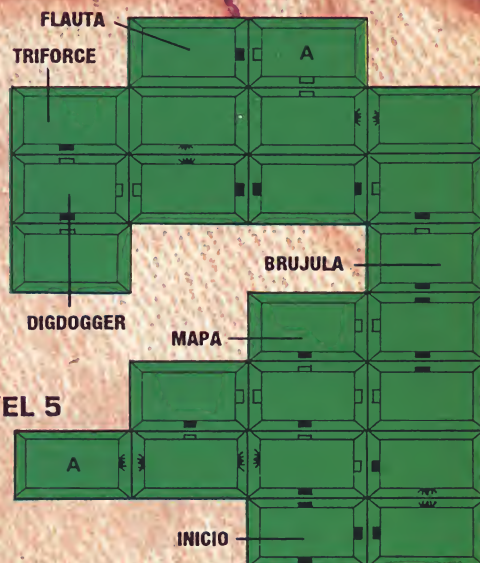 FLAUTA
TRIFORCE
A
BRUJULA
DIGDOGGER
MAPA
EL 5
A
INICIO